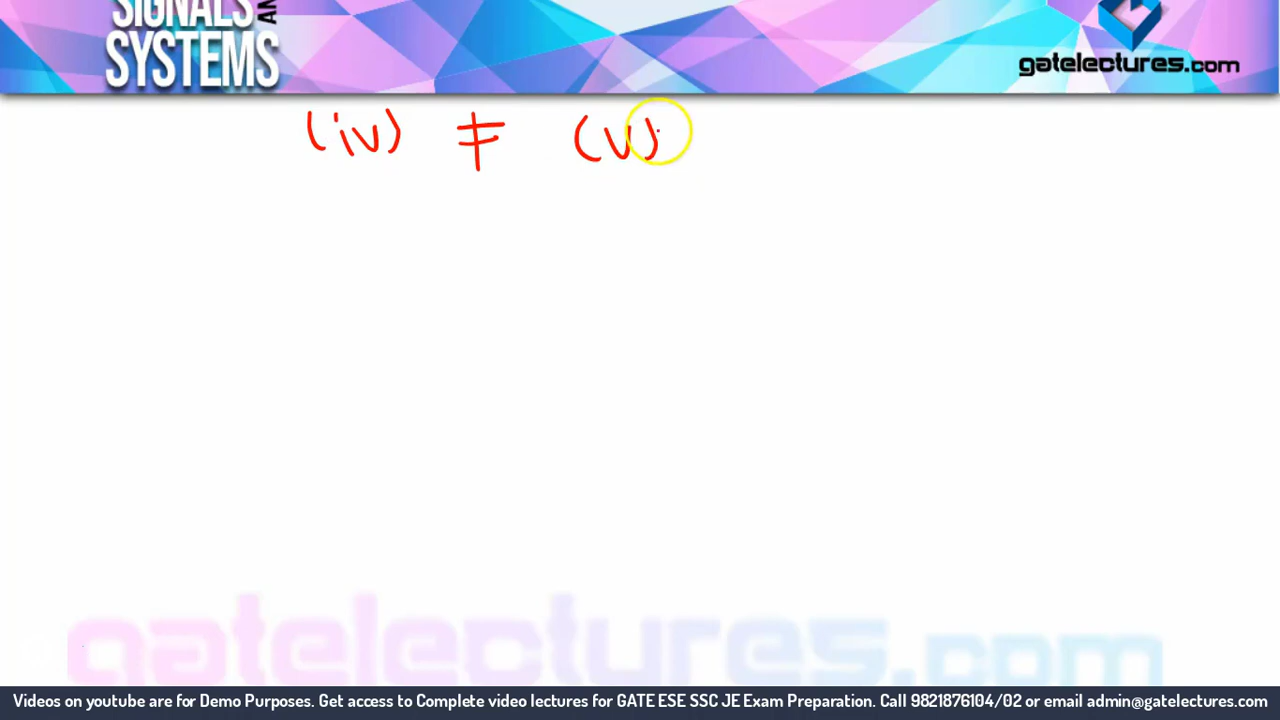 SIGNALS AND
SYSTEMS
gatelectures.com
(iv) ≠ (v)
gatelectures.com
Videos on youtube are for Demo Purposes. Get access to Complete video lectures for GATE ESE SSC JE Exam Preparation. Call 9821876104/02 or email admin@gatelectures.com